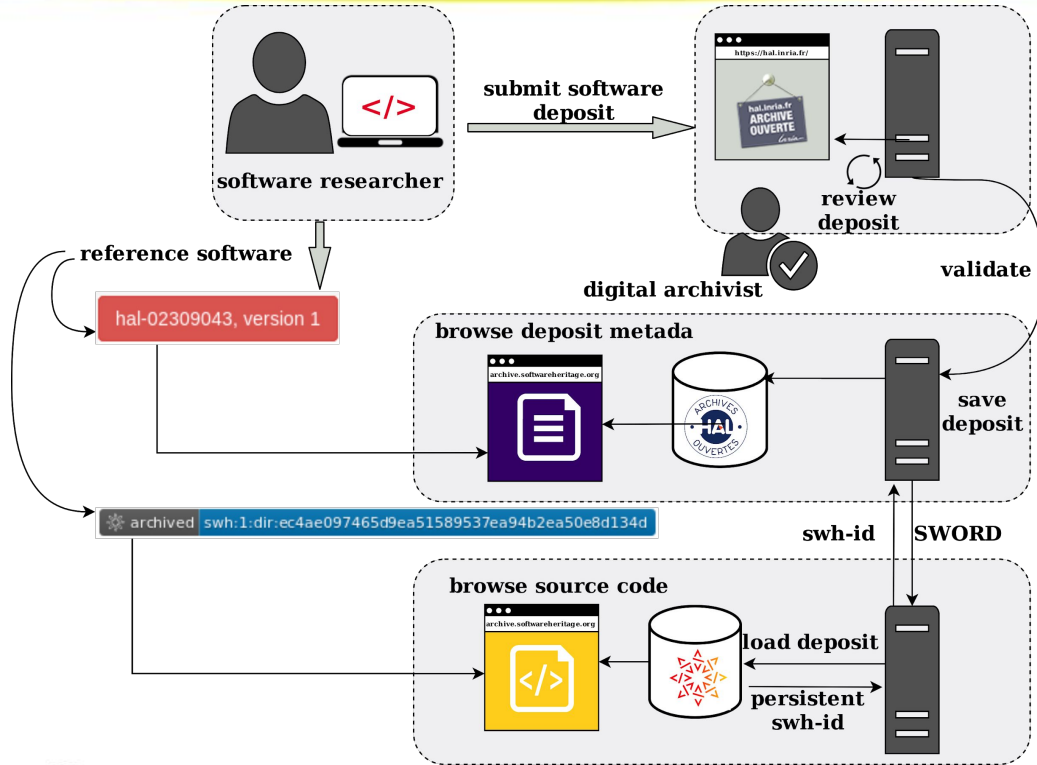 https://hal.inria.fr/
hal.inria.fr
ARCHIVE
OUVERTE
Inria
submit software
deposit
</>
software researcher
review
deposit
reference software
validate
digital archivist
hal-02309043, version 1
browse deposit metada
archive.softwareheritage.org
ARCHIVES
HAL
OUVERTES
save
deposit
archived swh:1:dir:ec4ae097465d9ea51589537ea94b2ea50e8d134d
swh-id
SWORD
browse source code
archive.softwareheritage.org
</>
load deposit
persistent
swh-id